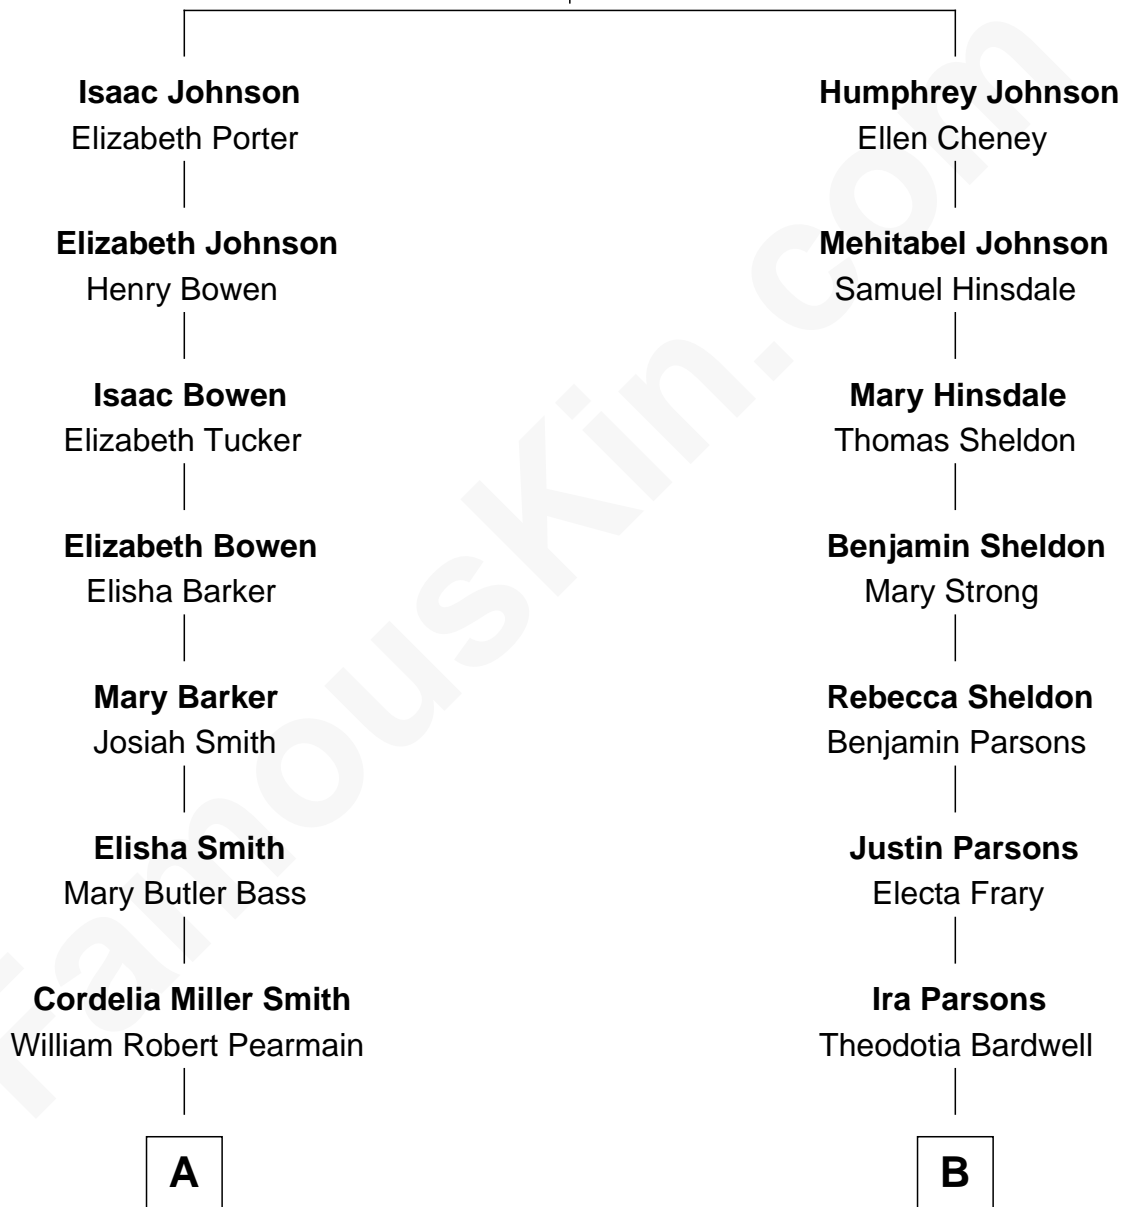 Isaac Johnson
Elizabeth Porter
Elizabeth Johnson
Henry Bowen
Isaac Bowen
Elizabeth Tucker
Elizabeth Bowen
Elisha Barker
Mary Barker
Josiah Smith
Elisha Smith
Mary Butler Bass
Cordelia Miller Smith
William Robert Pearmain
A
Humphrey Johnson
Ellen Cheney
Mehitabel Johnson
Samuel Hinsdale
Mary Hinsdale
Thomas Sheldon
Benjamin Sheldon
Mary Strong
Rebecca Sheldon
Benjamin Parsons
Justin Parsons
Electa Frary
Ira Parsons
Theodotia Bardwell
B
FamousKin.com